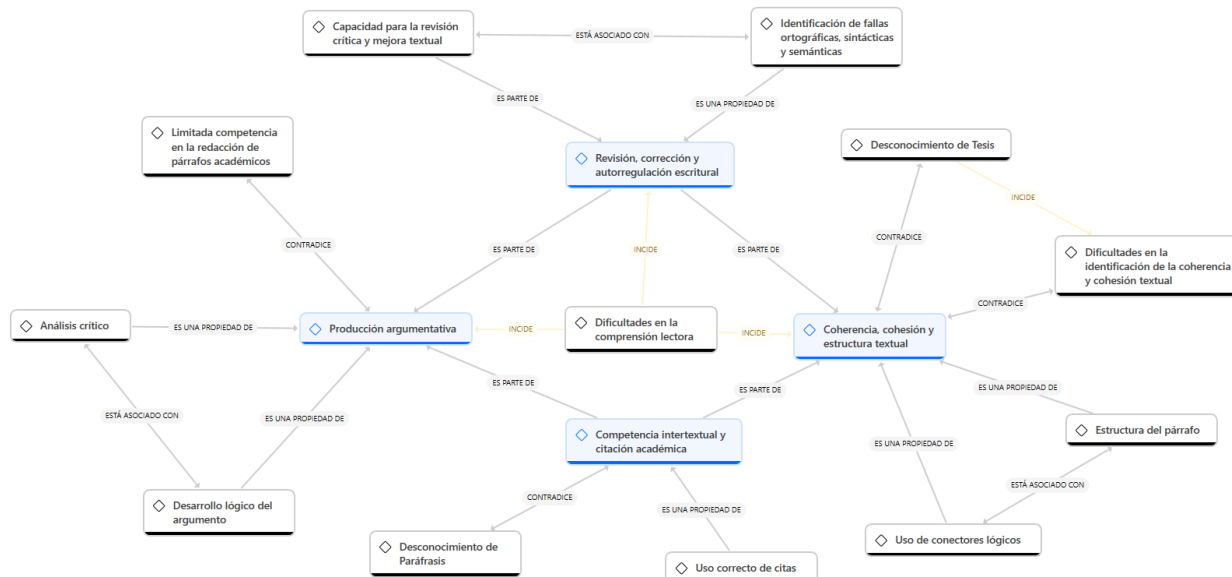 Capacidad para la revisión
crítica y mejora textual
ESTÁ ASOCIADO CON
Identificación de fallas
ortográficas, sintácticas
y semánticas
ES PARTE DE
ES UNA PROPIEDAD DE
Limitada competencia
en la redacción de
párrafos académicos
Revisión, corrección y
autorregulación escritural
Desconocimiento de Tesis
INCIDE
CONTRADICE
ES PARTE DE
INCIDE
ES PARTE DE
CONTRADICE
Dificultades en la
identificación de la coherencia
y cohesión textual
CONTRADICE
Análisis crítico
ES UNA PROPIEDAD DE
Producción argumentativa
INCIDE
Dificultades en la
comprensión lectora
INCIDE
Coherencia, cohesión y
estructura textual
ES PARTE DE
ES PARTE DE
ES UNA PROPIEDAD DE
ESTÁ ASOCIADO CON
ES UNA PROPIEDAD DE
Competencia intertextual y
citación académica
ES UNA PROPIEDAD DE
Estructura del párrafo
ESTÁ ASOCIADO CON
Desarrollo lógico del
argumento
CONTRADICE
ES UNA PROPIEDAD DE
Desconocimiento de
Paráfrasis
Uso correcto de citas
Uso de conectores lógicos